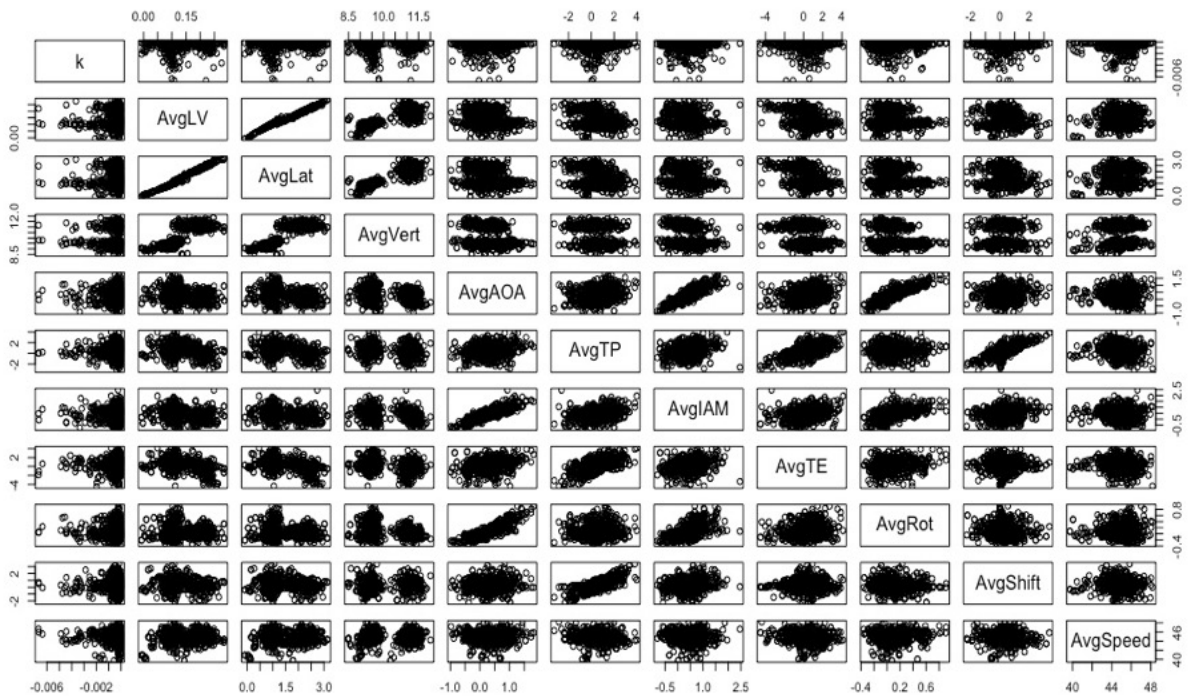 0.00 0.15 8.5 10.0 11.5 -2 0 2 4 -4 0 2 4 -2 0 2
k -0.006
0.00 AvgLV
AvgLat 0.0 3.0
8.5 12.0 AvgVert
AvgAOA -1.0 1.5
-2 2 AvgTP
AvgIAM -0.5 2.5
-4 2 AvgTE
AvgRot -0.4 0.8
-2 2 AvgShift
AvgSpeed 40 46
-0.006 -0.002 0.0 1.5 3.0 -1.0 0.0 1.0 -0.5 1.0 2.5 -0.4 0.6 40 44 48